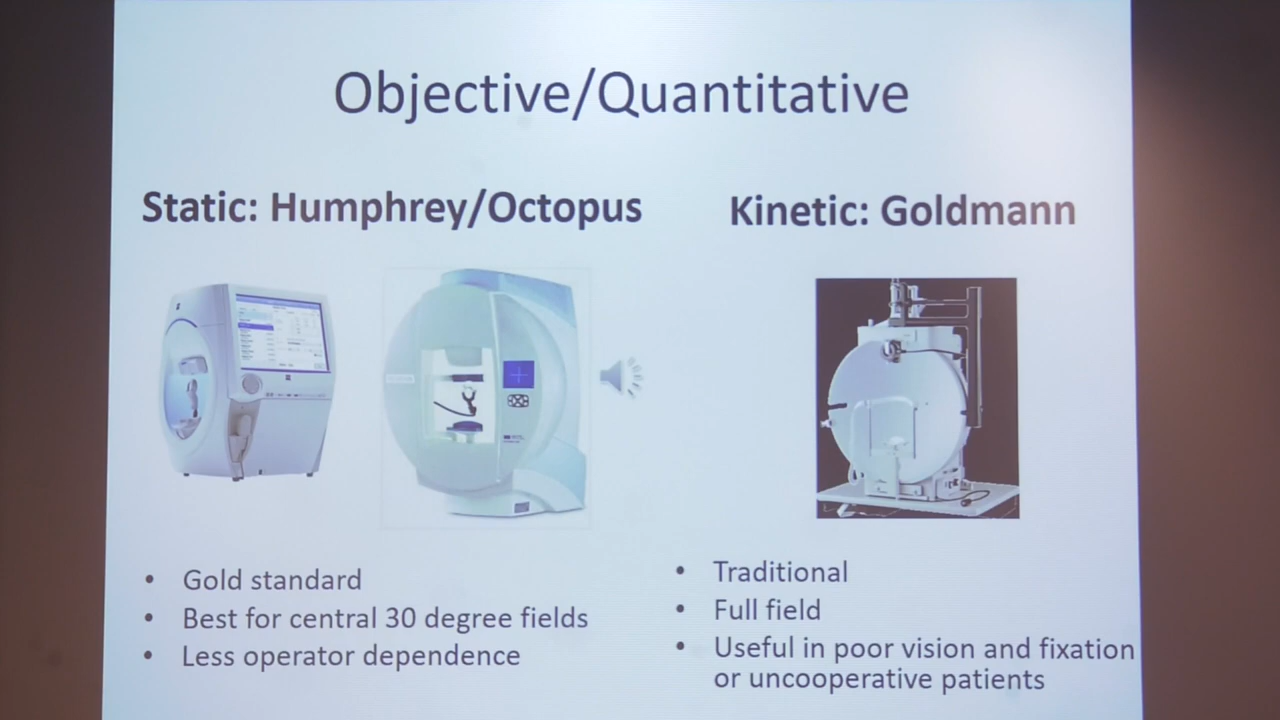 Objective/Quantitative
Static: Humphrey/Octopus
Kinetic: Goldmann
• Gold standard
• Best for central 30 degree fields
• Less operator dependence
• Traditional
• Full field
• Useful in poor vision and fixation
or uncooperative patients